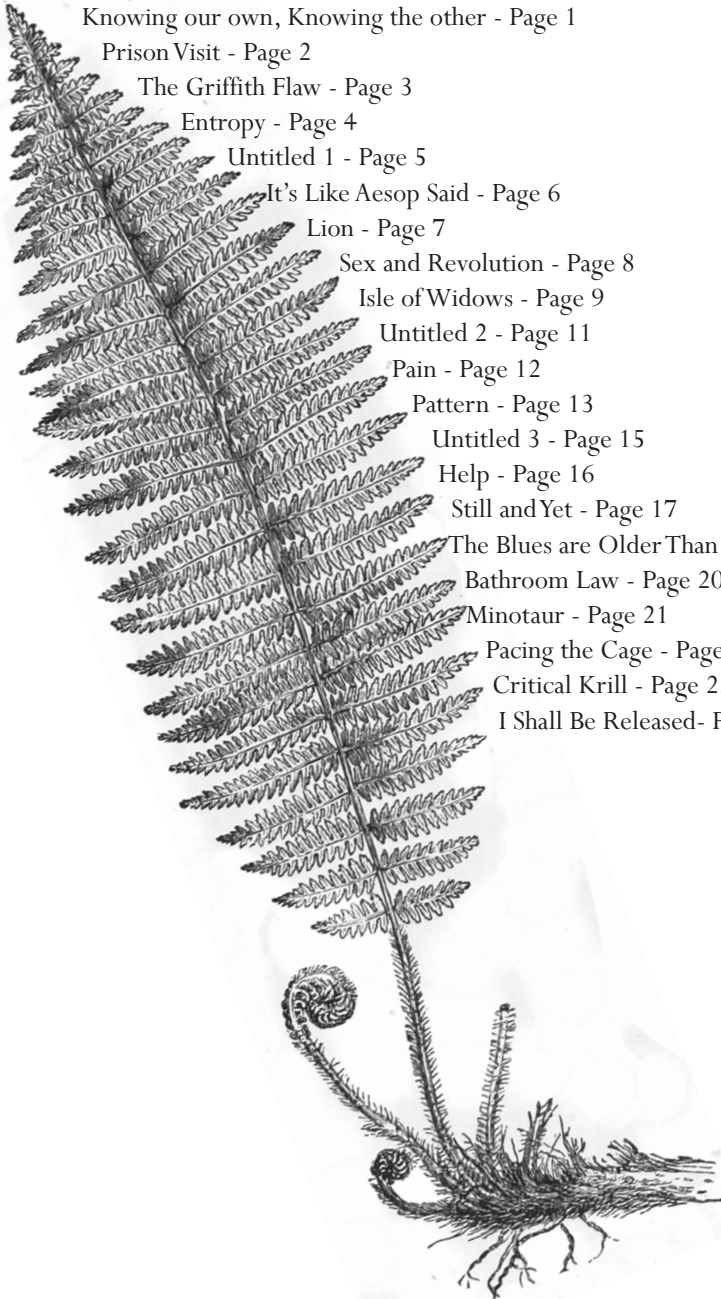 Knowing our own, Knowing the other - Page 1
Prison Visit - Page 2
The Griffith Flaw - Page 3
Entropy - Page 4
Untitled 1 - Page 5
It's Like Aesop Said - Page 6
Lion - Page 7
Sex and Revolution - Page 8
Isle of Widows - Page 9
Untitled 2 - Page 11
Pain - Page 12
Pattern - Page 13
Untitled 3 - Page 15
Help - Page 16
Still and Yet - Page 17
The Blues are Older Than
Bathroom Law - Page 20
Minotaur - Page 21
Pacing the Cage - Page
Critical Krill - Page 2
I Shall Be Released-